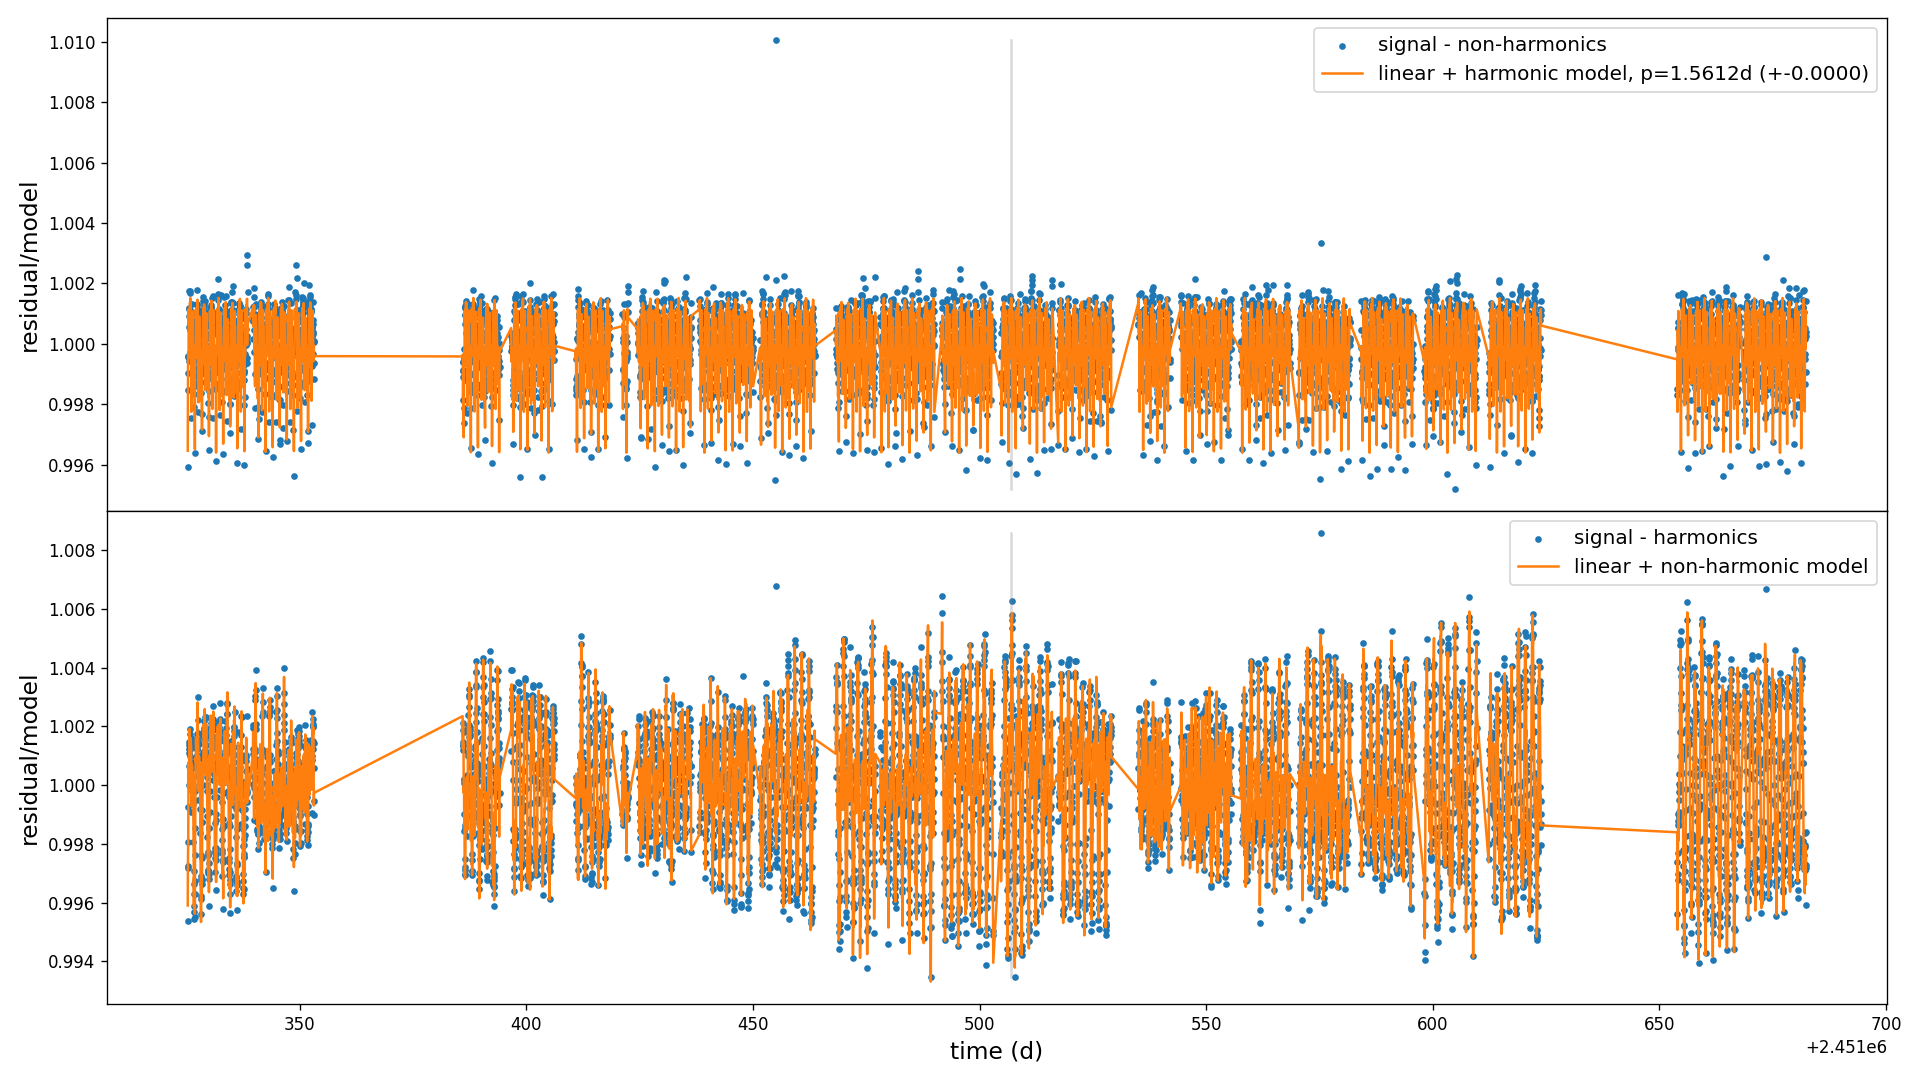 1.010
1.008
1.006
1.004
1.002
1.000
0.998
0.996
residual/model
signal - non-harmonics
linear + harmonic model, p=1.5612d (+-0.0000)
1.008
1.006
1.004
1.002
1.000
0.998
0.996
0.994
residual/model
signal - harmonics
linear + non-harmonic model
350 400 450 500 550 600 650 700
+2.451e6
time (d)